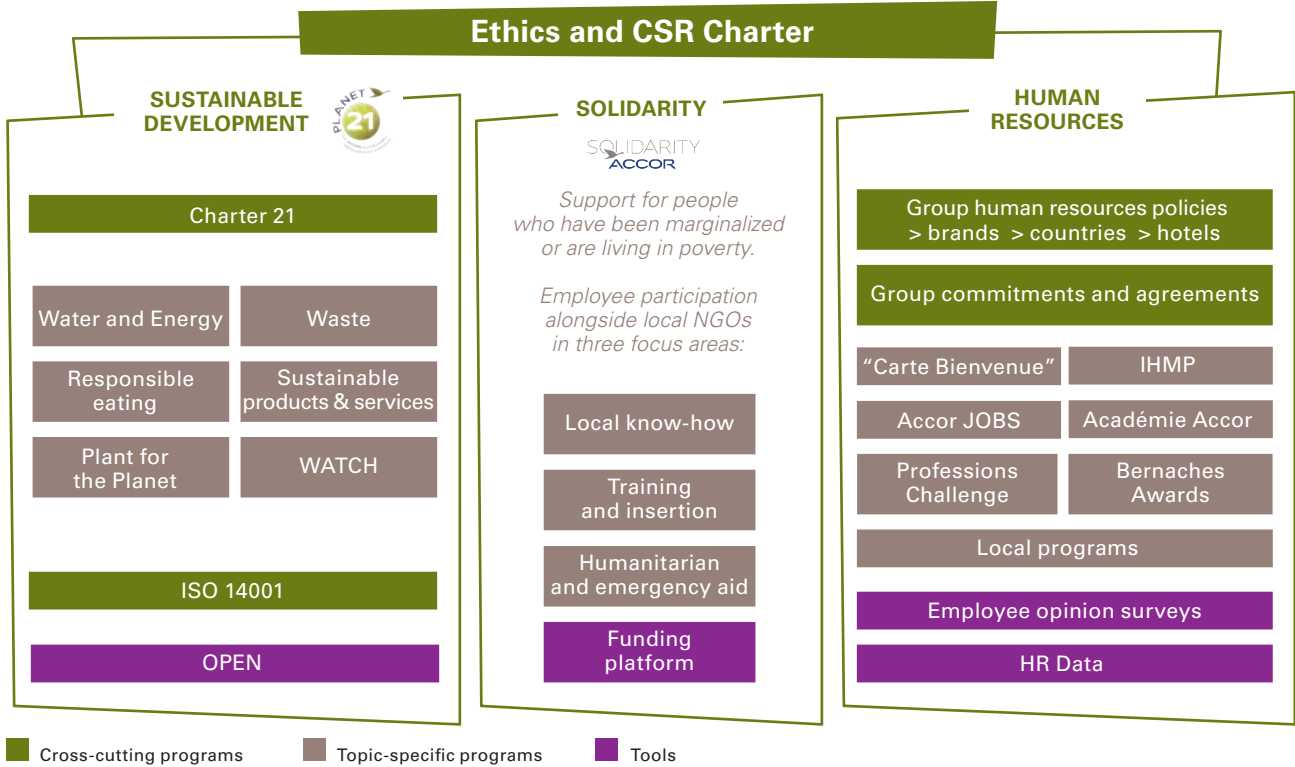 Ethics and CSR Charter
SUSTAINABLE
DEVELOPMENT
PLANET
21
Charter 21
Water and Energy
Waste
Responsible
eating
Sustainable
products & services
Plant for
the Planet
WATCH
ISO 14001
OPEN
SOLIDARITY
SOLIDARITY
ACCOR
Support for people
who have been marginalized
or are living in poverty.
Employee participation
alongside local NGOs
in three focus areas:
Local know-how
Training
and insertion
Humanitarian
and emergency aid
Funding
platform
HUMAN
RESOURCES
Group human resources policies
> brands > countries > hotels
Group commitments and agreements
“Carte Bienvenue”
IHMP
Accor JOBS
Académie Accor
Professions
Challenge
Bernaches
Awards
Local programs
Employee opinion surveys
HR Data
Cross-cutting programs
Topic-specific programs
Tools